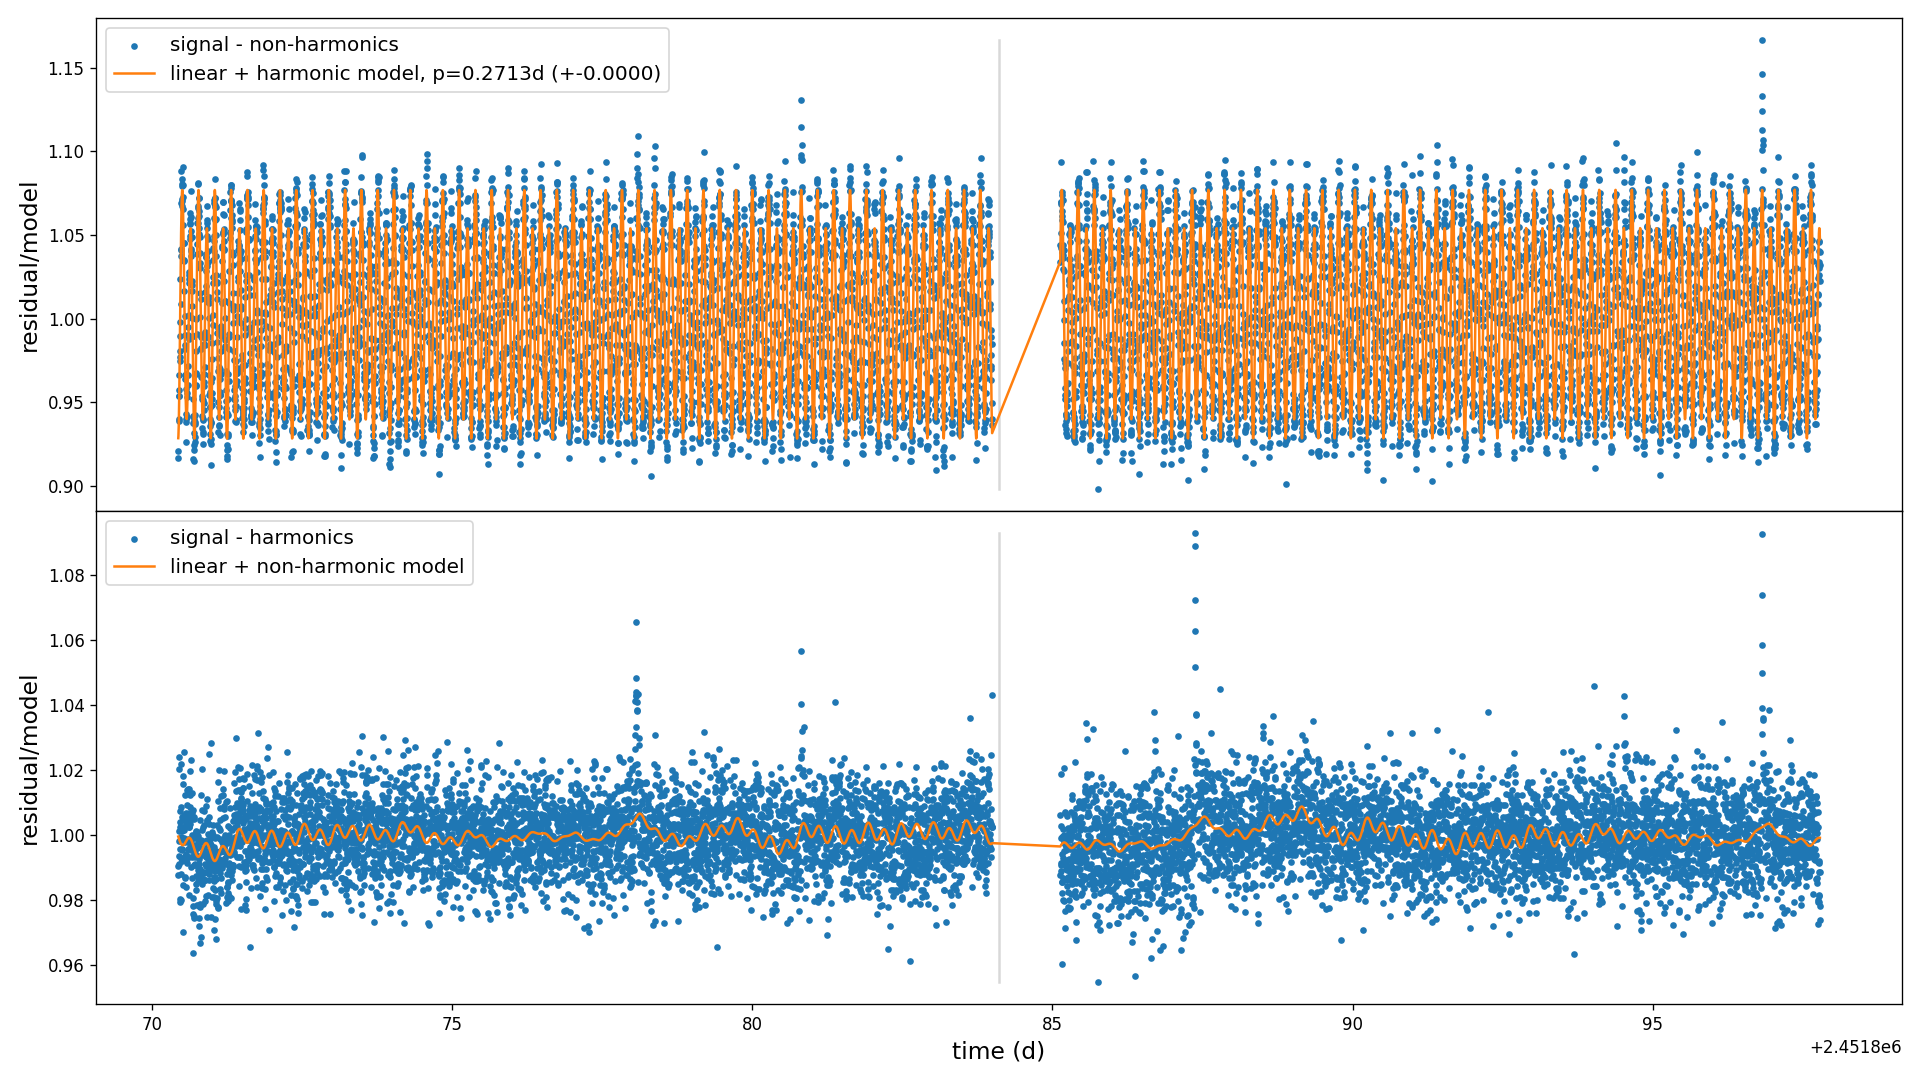 signal - non-harmonics
linear + harmonic model, p=0.2713d (+-0.0000)
1.15
1.10
1.05
1.00
0.95
0.90
residual/model
signal - harmonics
linear + non-harmonic model
1.08
1.06
1.04
1.02
1.00
0.98
0.96
residual/model
70
75
80
85
90
95
time (d)
+2.4518e6